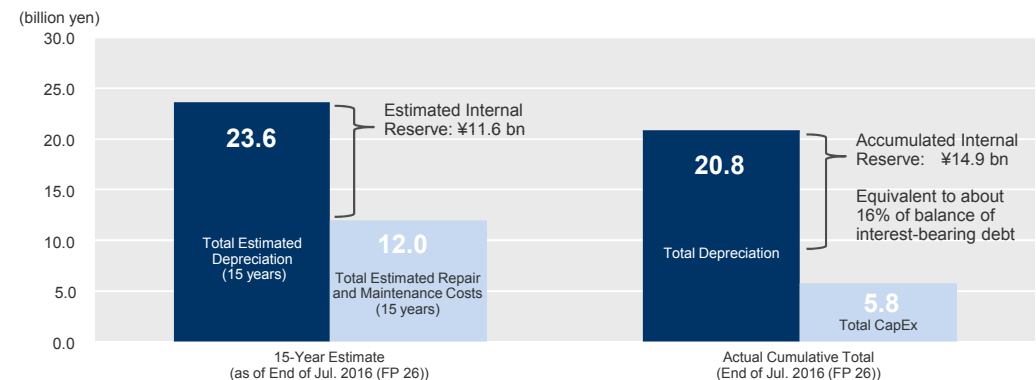 (billion yen)
30.0
25.0
20.0
15.0
10.0
5.0
0.0
23.6
Total Estimated
Depreciation
(15 years)
12.0
Total Estimated Repair
and Maintenance Costs
(15 years)
Estimated Internal
Reserve: ¥11.6 bn
20.8
Total Depreciation
5.8
Total CapEx
Accumulated Internal
Reserve: ¥14.9 bn
Equivalent to about
16% of balance of
interest-bearing debt
15-Year Estimate
(as of End of Jul. 2016 (FP 26))
Actual Cumulative Total
(End of Jul. 2016 (FP 26))